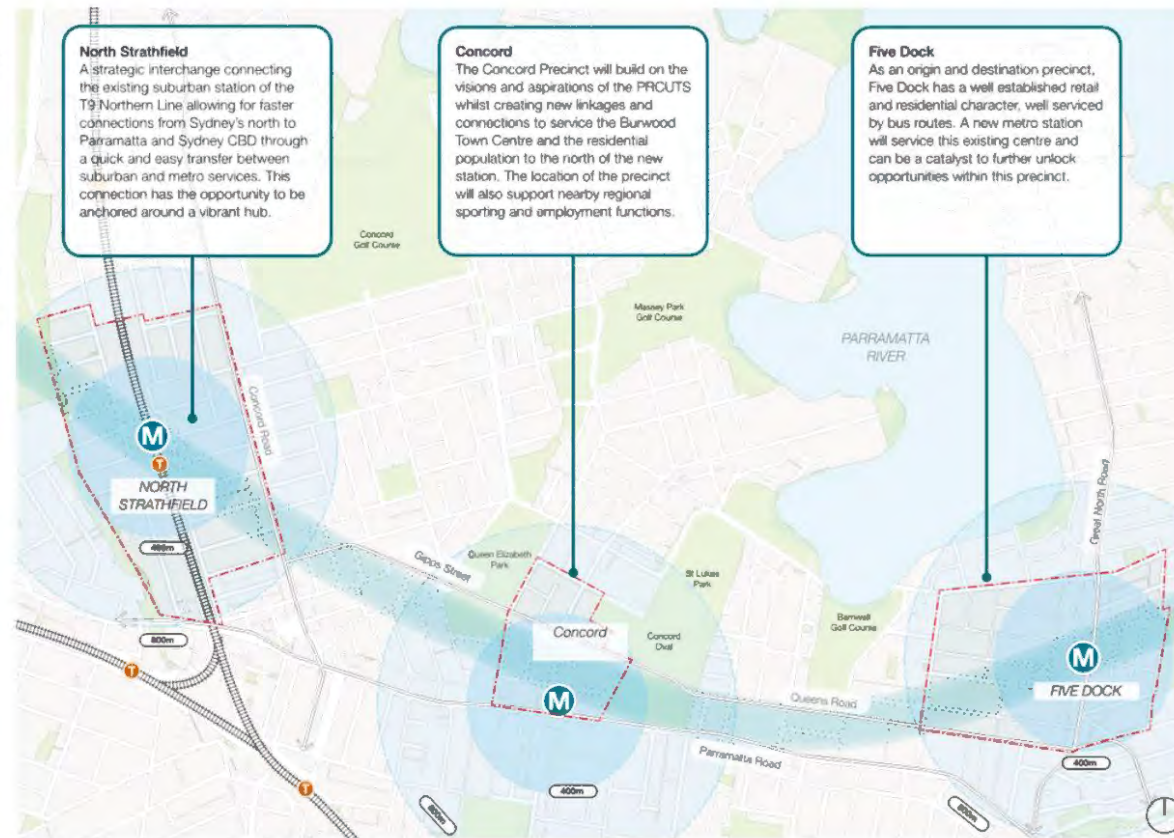 North Strathfield
A strategic interchange connecting
the existing suburban station of the
T9 Northern Line allowing for faster
connections from Sydney's north to
Parramatta and Sydney CBD through
a quick and easy transfer between
suburban and metro services. This
connection has the opportunity to be
anchored around a vibrant hub.
Concord
The Concord Precinct will build on the
visions and aspirations of the PRCUTS
whilst creating new linkages and
connections to service the Burwood
Town Centre and the residential
population to the north of the new
station. The location of the precinct
will also support nearby regional
sporting and employment functions.
Five Dock
As an origin and destination precinct,
Five Dock has a well established retail
and residential character, well serviced
by bus routes. A new metro station
will service this existing centre and
can be a catalyst to further unlock
opportunities within this precinct.
Concord
Golf Course
Massey Park
Golf Course
PARRAMATTA
RIVER
Concord Road
Great North Road
M
T
NORTH
STRATHFIELD
400m
800m
T
T
Gipps Street
Queen Elizabeth
Park
St Lukes
Park
Concord
Concord
Oval
Barnwell
Golf Course
M
400m
800m
Queens Road
Parramatta Road
M
FIVE DOCK
400m
800m